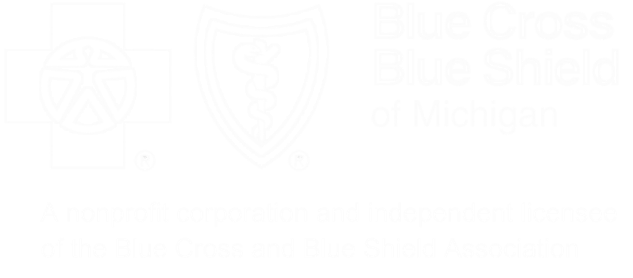 Blue Cross
Blue Shield
of Michigan
®
®
A nonprofit corporation and independent licensee
of the Blue Cross and Blue Shield Association